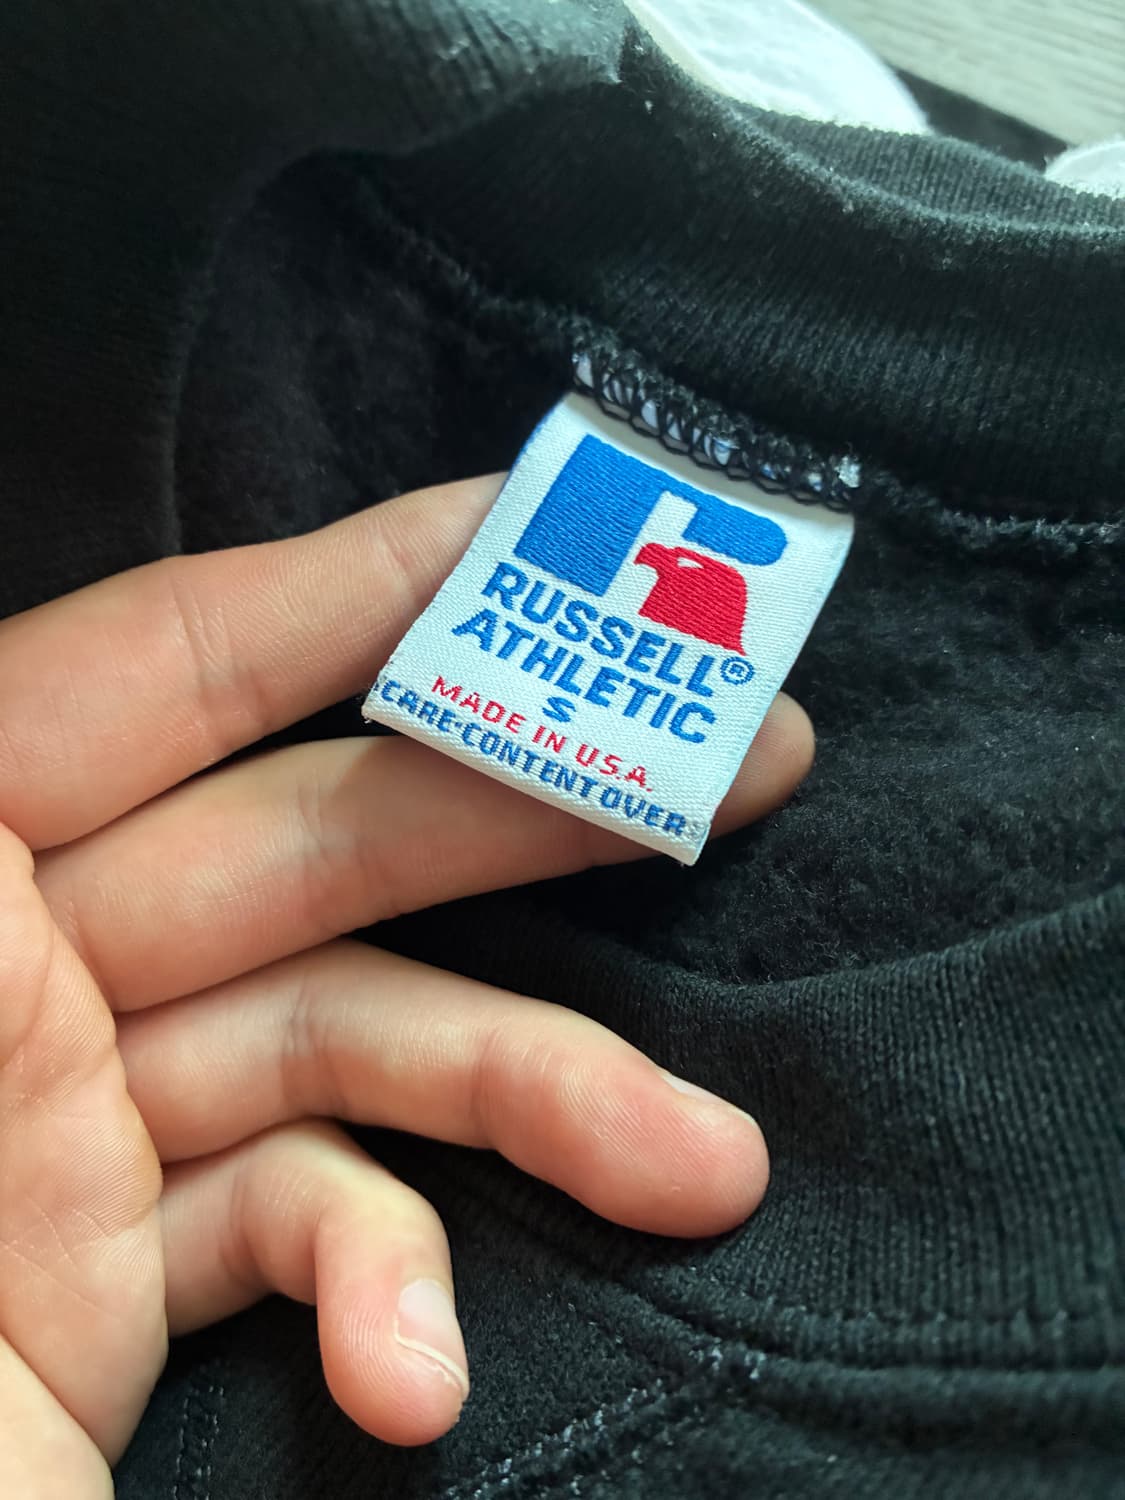 RUSSELL®
ATHLETIC
S
MADE IN U.S.A.
CARE-CONTENT OVER